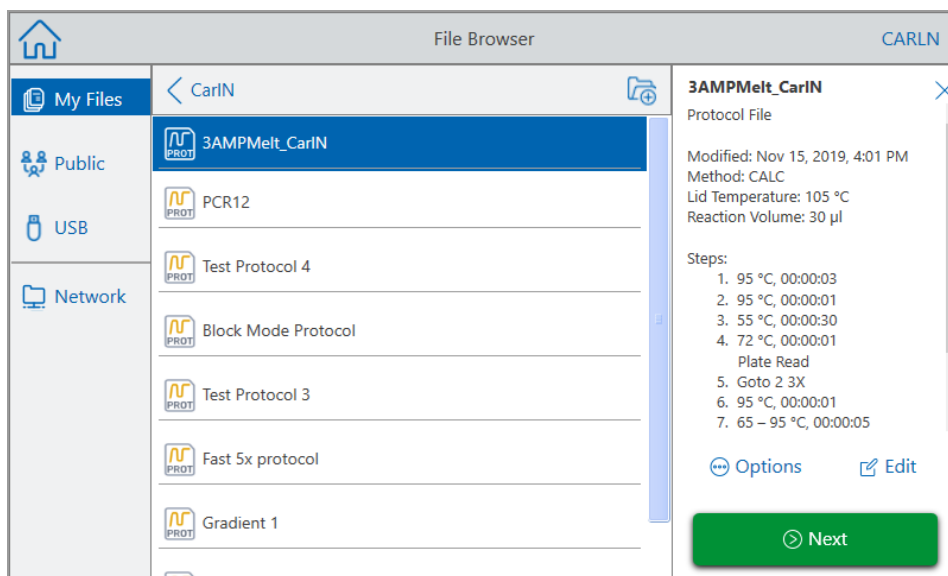 File Browser
CARLN
My Files
Public
USB
Network
CarIN
PROT
3AMPMelt_CarIN
PROT
PCR12
PROT
Test Protocol 4
PROT
Block Mode Protocol
PROT
Test Protocol 3
PROT
Fast 5x protocol
PROT
Gradient 1
3AMPMelt_CarIN
Protocol File
Modified: Nov 15, 2019, 4:01 PM
Method: CALC
Lid Temperature: 105 °C
Reaction Volume: 30 µl
Steps:
1. 95 °C, 00:00:03
2. 95 °C, 00:00:01
3. 55 °C, 00:00:30
4. 72 °C, 00:00:01
Plate Read
5. Goto 2 3X
6. 95 °C, 00:00:01
7. 65 – 95 °C, 00:00:05
Options
Edit
Next